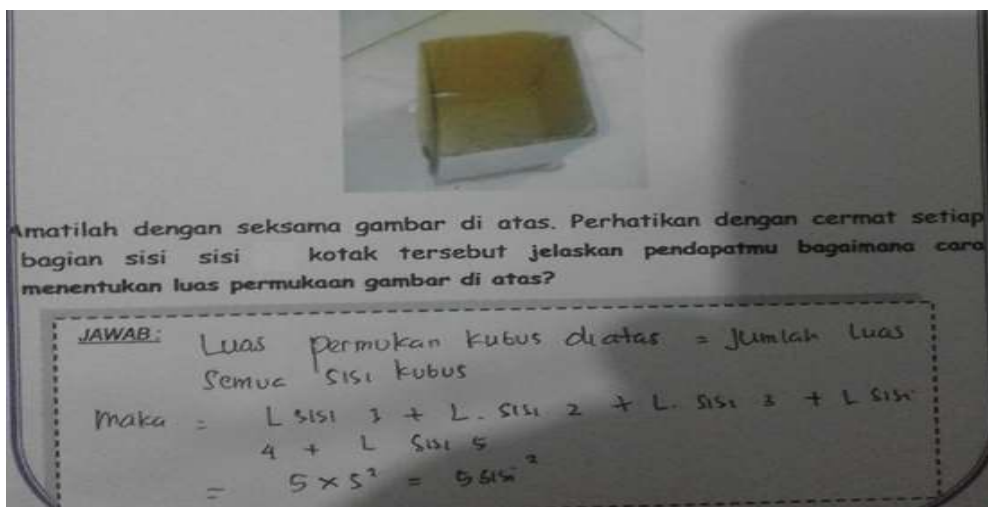 Amatilah dengan seksama gambar di atas. Perhatikan dengan cermat setiap
bagian sisi sisi kotak tersebut jelaskan pendapatmu bagaimana cara
menentukan luas permukaan gambar di atas?
JAWAB: Luas permukan kubus diatas = Jumlah luas
Semua sisi kubus
Maka = L sisi 3 + L. sisi 2 + L. sisi 3 + L sisi
4 + L sisi 5
= 5 × s² = 5 sisi²